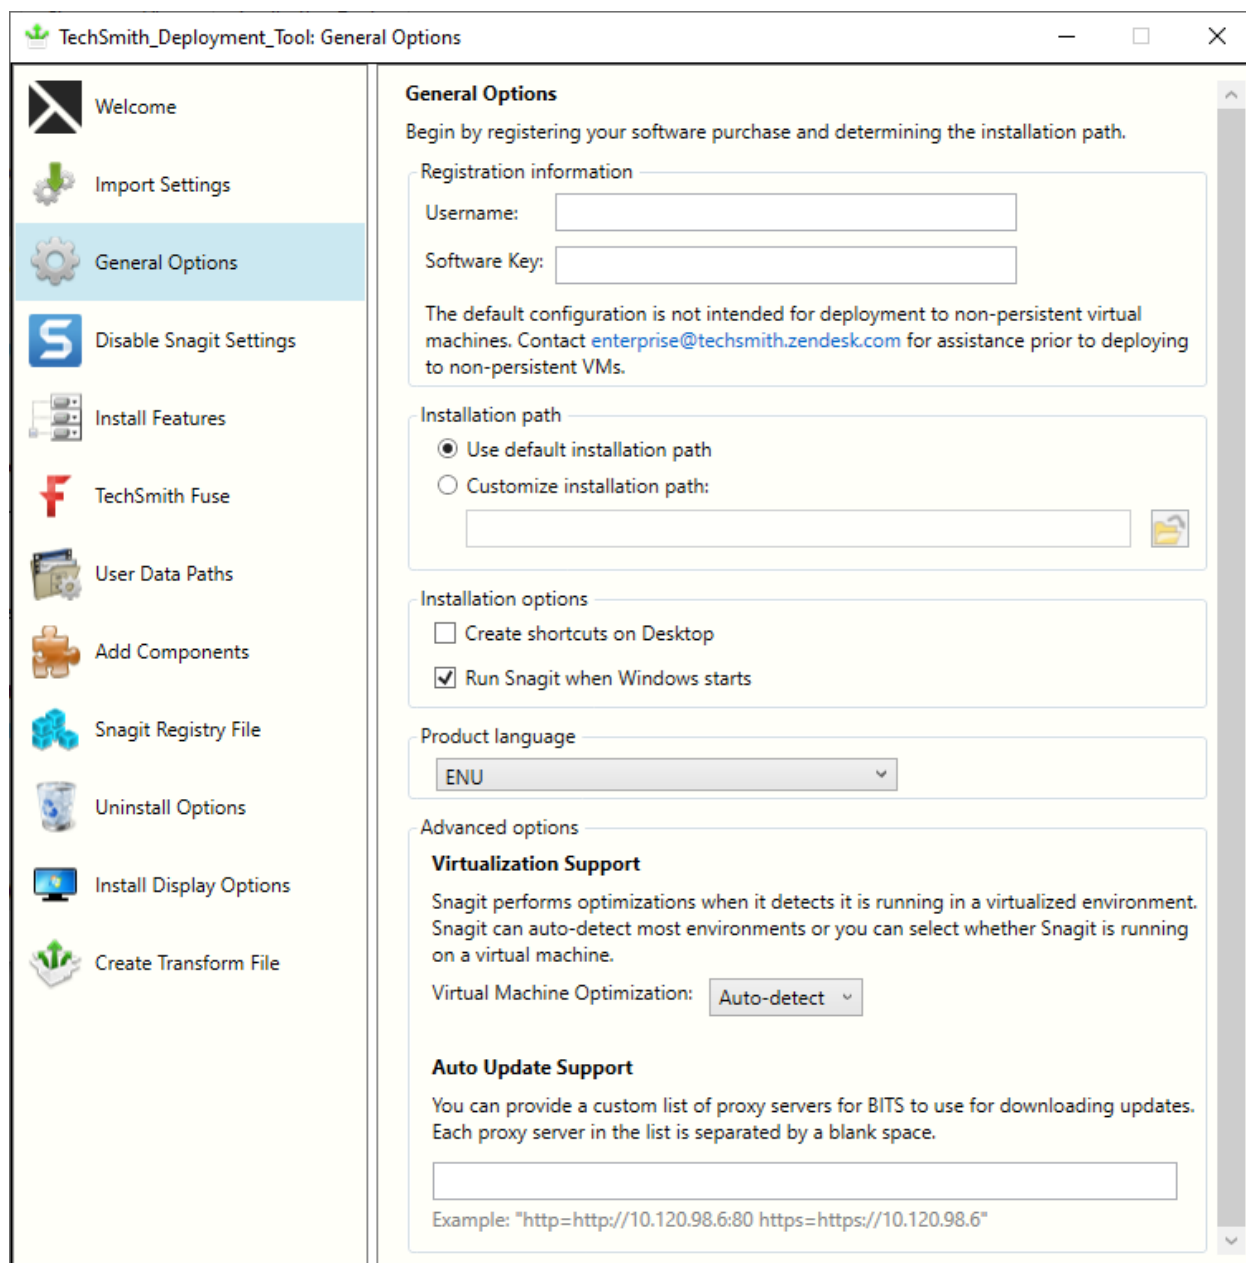 TechSmith_Deployment_Tool: General Options
Welcome
Import Settings
General Options
Disable Snagit Settings
Install Features
TechSmith Fuse
User Data Paths
Add Components
Snagit Registry File
Uninstall Options
Install Display Options
Create Transform File
General Options
Begin by registering your software purchase and determining the installation path.
Registration information
Username:
Software Key:
The default configuration is not intended for deployment to non-persistent virtual
machines. Contact enterprise@techsmith.zendesk.com for assistance prior to deploying
to non-persistent VMs.
Installation path
Use default installation path
Customize installation path:
Installation options
Create shortcuts on Desktop
Run Snagit when Windows starts
Product language
ENU
Advanced options
Virtualization Support
Snagit performs optimizations when it detects it is running in a virtualized environment.
Snagit can auto-detect most environments or you can select whether Snagit is running
on a virtual machine.
Virtual Machine Optimization: Auto-detect
Auto Update Support
You can provide a custom list of proxy servers for BITS to use for downloading updates.
Each proxy server in the list is separated by a blank space.
Example: "http=http://10.120.98.6:80 https=https://10.120.98.6"